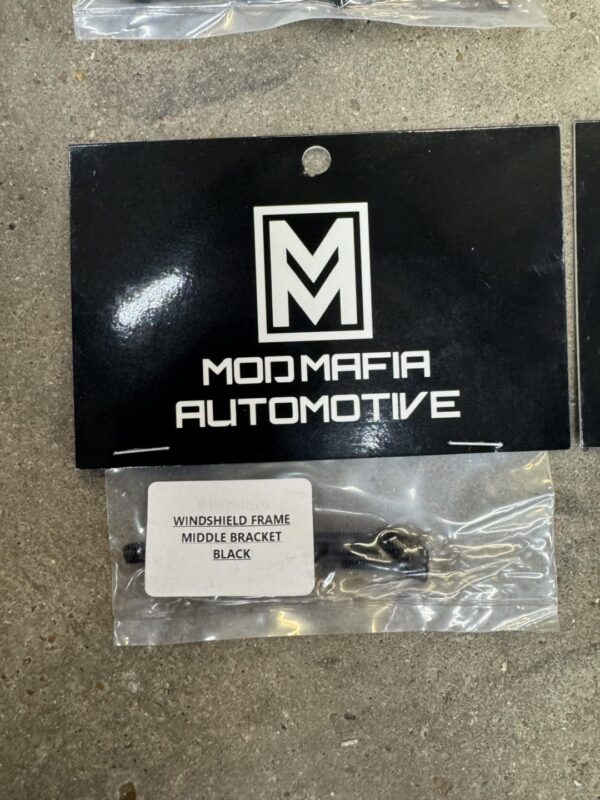 M
MOD MAFIA
AUTOMOTIVE
WINDSHIELD FRAME
MIDDLE BRACKET
BLACK